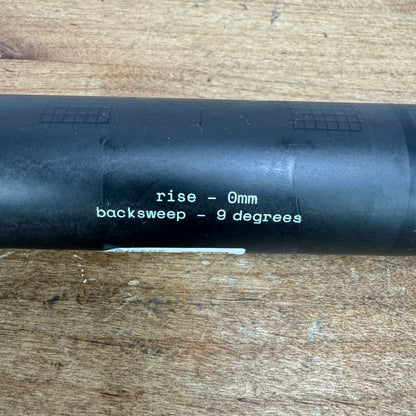 rise – 0mm
backsweep – 9 degrees